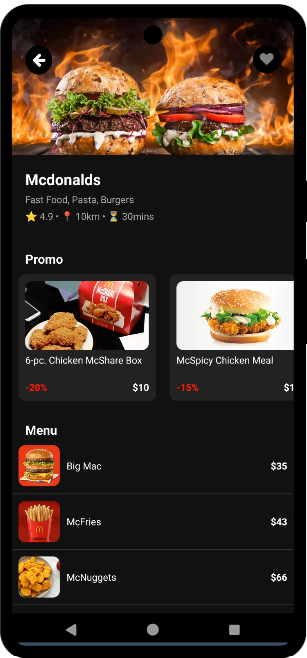 Mcdonalds
Fast Food, Pasta, Burgers
⭐ 4.9 • 📍 10km • ⏳ 30mins
Promo
6-pc. Chicken McShare Box
-20% $10
McSpicy Chicken Meal
-15% $1
Menu
Big Mac $35
McFries $43
McNuggets $66